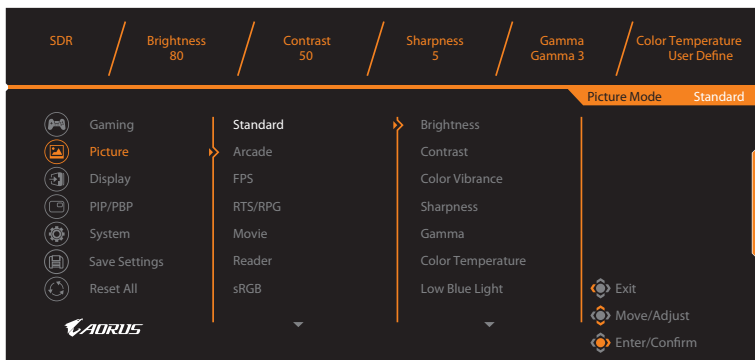 SDR
Brightness
80
Contrast
50
Sharpness
5
Gamma
Gamma 3
Color Temperature
User Define
Picture Mode Standard
Gaming
Picture
Display
PIP/PBP
System
Save Settings
Reset All
AORUS
Standard
Arcade
FPS
RTS/RPG
Movie
Reader
sRGB
Brightness
Contrast
Color Vibrance
Sharpness
Gamma
Color Temperature
Low Blue Light
Exit
Move/Adjust
Enter/Confirm